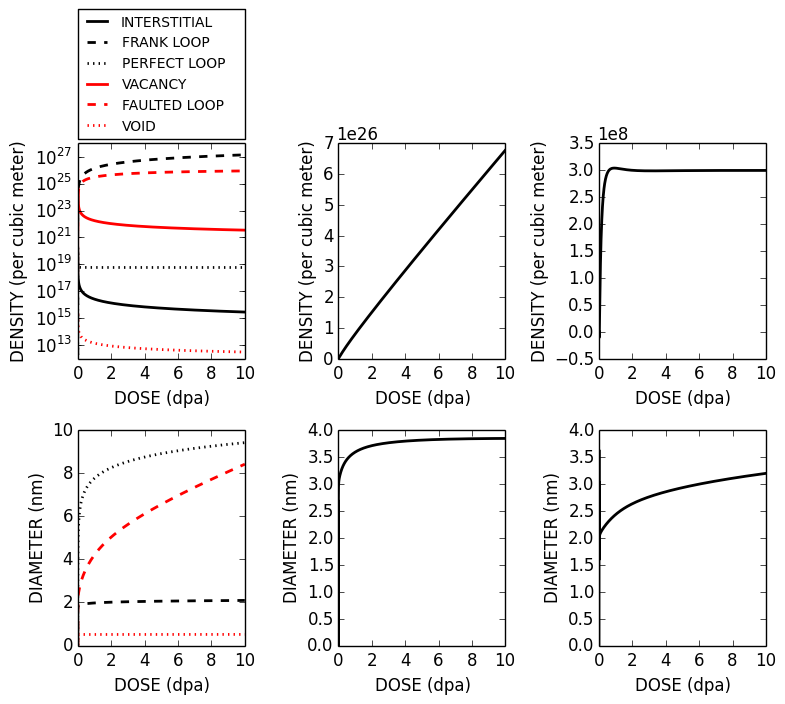 INTERSTITIAL
FRANK LOOP
PERFECT LOOP
VACANCY
FAULTED LOOP
VOID
DENSITY (per cubic meter)
10^27
10^25
10^23
10^21
10^19
10^17
10^15
10^13
0 2 4 6 8 10
DOSE (dpa)
1e26
DENSITY (per cubic meter)
7
6
5
4
3
2
1
0
0 2 4 6 8 10
DOSE (dpa)
1e8
DENSITY (per cubic meter)
3.5
3.0
2.5
2.0
1.5
1.0
0.5
0.0
−0.5
0 2 4 6 8 10
DOSE (dpa)
DIAMETER (nm)
10
8
6
4
2
0
0 2 4 6 8 10
DOSE (dpa)
DIAMETER (nm)
4.0
3.5
3.0
2.5
2.0
1.5
1.0
0.5
0.0
0 2 4 6 8 10
DOSE (dpa)
DIAMETER (nm)
4.0
3.5
3.0
2.5
2.0
1.5
1.0
0.5
0.0
0 2 4 6 8 10
DOSE (dpa)